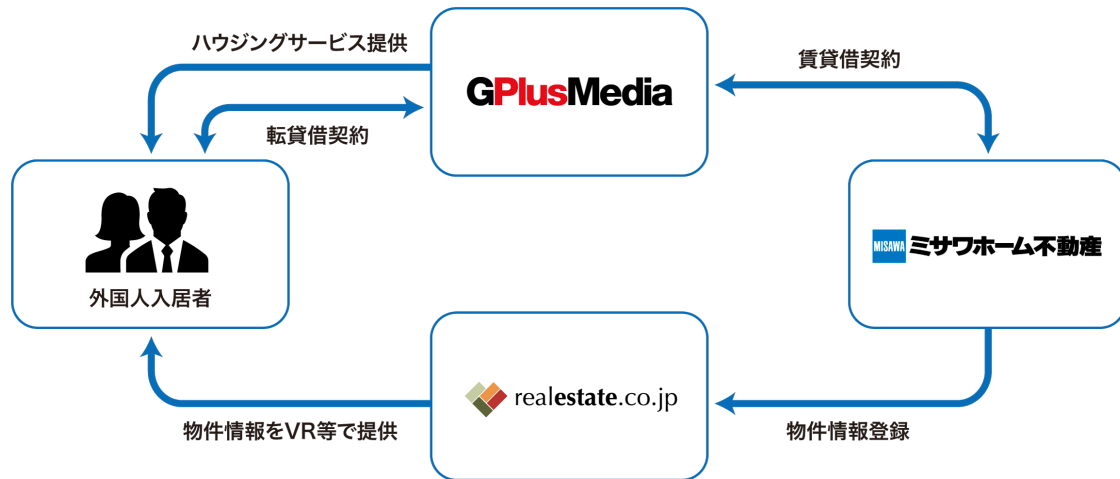 ハウジングサービス提供
GPlusMedia
賃貸借契約
転貸借契約
外国人入居者
MISAWA ミサワホーム不動産
realestate.co.jp
物件情報をVR等で提供
物件情報登録